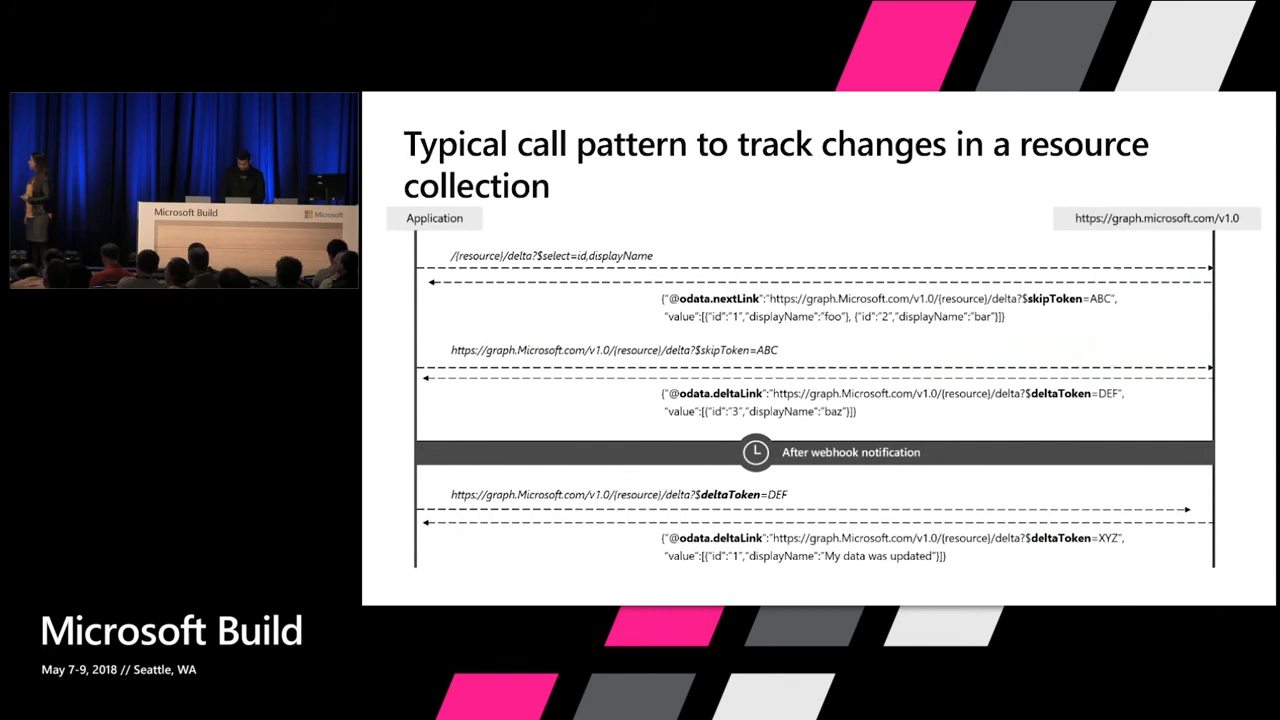 Typical call pattern to track changes in a resource
collection
Application
https://graph.microsoft.com/v1.0
/{resource}/delta?$select=id,displayName
{"@odata.nextLink":"https://graph.Microsoft.com/v1.0/{resource}/delta?$skipToken=ABC",
"value":[{"id":"1","displayName":"foo"}, {"id":"2","displayName":"bar"}]}
https://graph.Microsoft.com/v1.0/{resource}/delta?$skipToken=ABC
{"@odata.deltaLink":"https://graph.Microsoft.com/v1.0/{resource}/delta?$deltaToken=DEF",
"value":[{"id":"3","displayName":"baz"}]}
After webhook notification
https://graph.Microsoft.com/v1.0/{resource}/delta?$deltaToken=DEF
{"@odata.deltaLink":"https://graph.Microsoft.com/v1.0/{resource}/delta?$deltaToken=XYZ",
"value":[{"id":"1","displayName":"My data was updated"}]}
Microsoft Build
Microsoft
Microsoft Build
May 7-9, 2018 // Seattle, WA